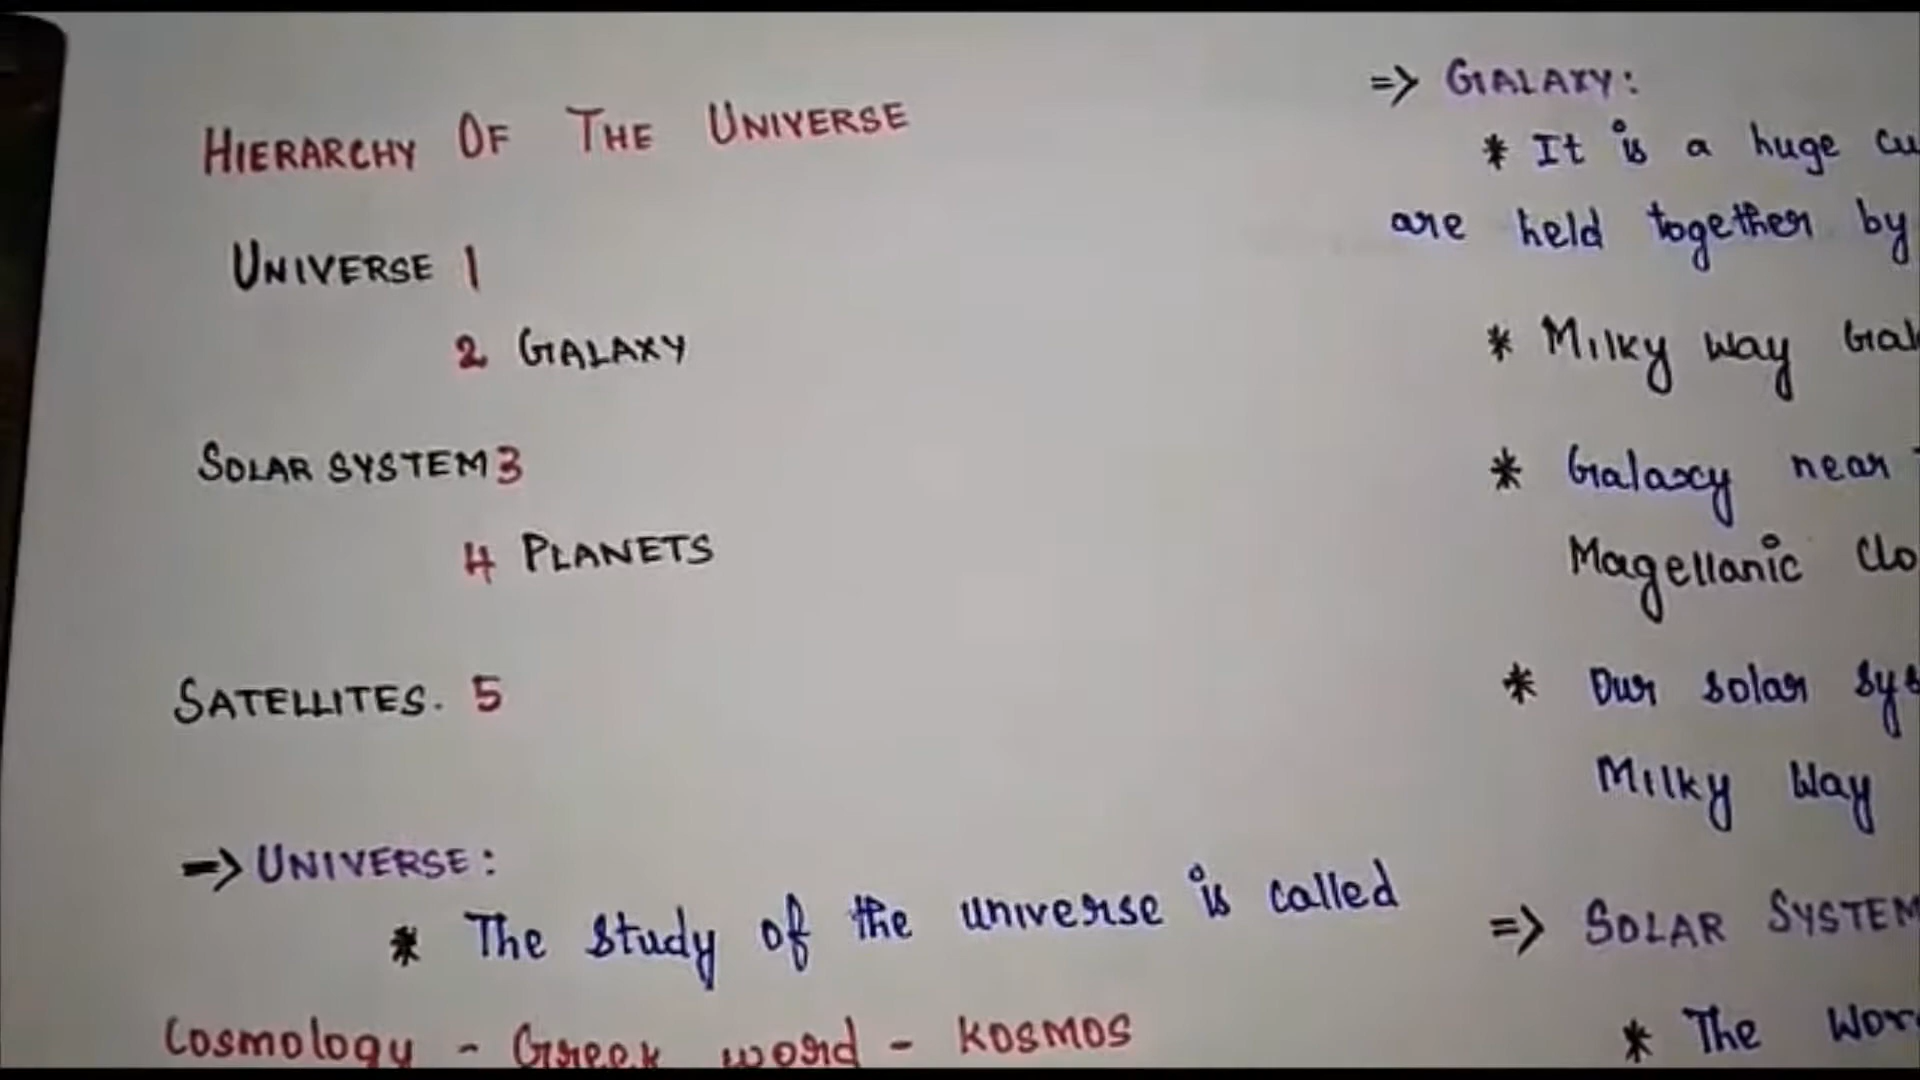 HIERARCHY OF THE UNIVERSE
UNIVERSE 1
2 GALAXY
SOLAR SYSTEM 3
4 PLANETS
SATELLITES. 5
=> UNIVERSE:
* The study of the universe is called
Cosmology - Greek word - KOSMOS
=> GALAXY:
* It is a huge
are held together by
* Milky Way
* Galaxy near
Magellanic
* Our solar
Milky Way
=> SOLAR SYSTEM
* The